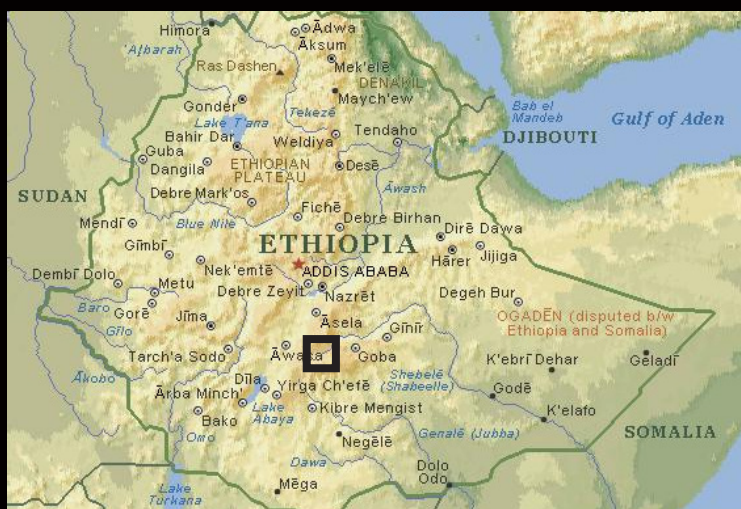 Himora
Ādwa
Āksum
'Atbarah
Ras Dashen
Mek'elē
DENAKIL
Maych'ew
Gonder
Tekezē
Lake T'ana
Bab el
Mandeb
Gulf of Aden
Bahir Dar
Weldiya
Tendaho
DJIBOUTI
Guba
Dangila
ETHIOPIAN
PLATEAU
Desē
SUDAN
Debre Mark'os
Āwash
Mendī
Blue Nile
Fichē
Debre Birhan
Dirē Dawa
Gīmbī
ETHIOPIA
Hārer
Jijiga
Nek'emtē
ADDIS ABABA
Dembī Dolo
Metu
Debre Zeyit
Nazrēt
Degeh Bur
Baro
Gorē
Āsela
OGADĒN (disputed b/w
Ethiopia and Somalia)
Gīlo
Jīma
Gīnīr
Tarch'a Sodo
Āwasa
Goba
K'ebrī Dehar
Geladī
Ākobo
Shebelē
(Shabeelle)
Dīla
Yirga Ch'efē
Godē
Ārba Minch'
Lake
Abaya
Kibre Mengist
K'elafo
Bako
Omo
Negēlē
Genalē (Jubba)
SOMALIA
Dawa
Dolo
Odo
Lake
Turkana
Mēga